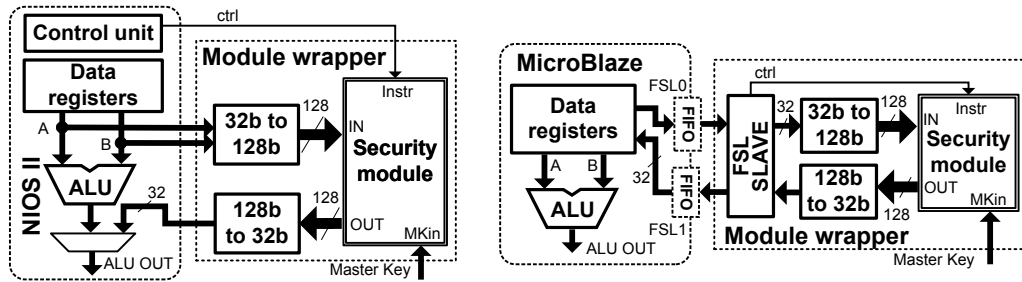 ctrl
Control unit
Module wrapper
Data
registers
Instr
A
B
32b to
128b
128
IN
Security
module
NIOS II
ALU
32
128b
to 32b
128
OUT
MKin
ALU OUT
Master Key
MicroBlaze
Module wrapper
FSL0
ctrl
Data
registers
FIFO
FSL
SLAVE
32
32b to
128b
128
Instr
IN
Security
module
A
B
32
ALU
FIFO
FSL1
128b
to 32b
128
OUT
MKin
ALU OUT
Master Key